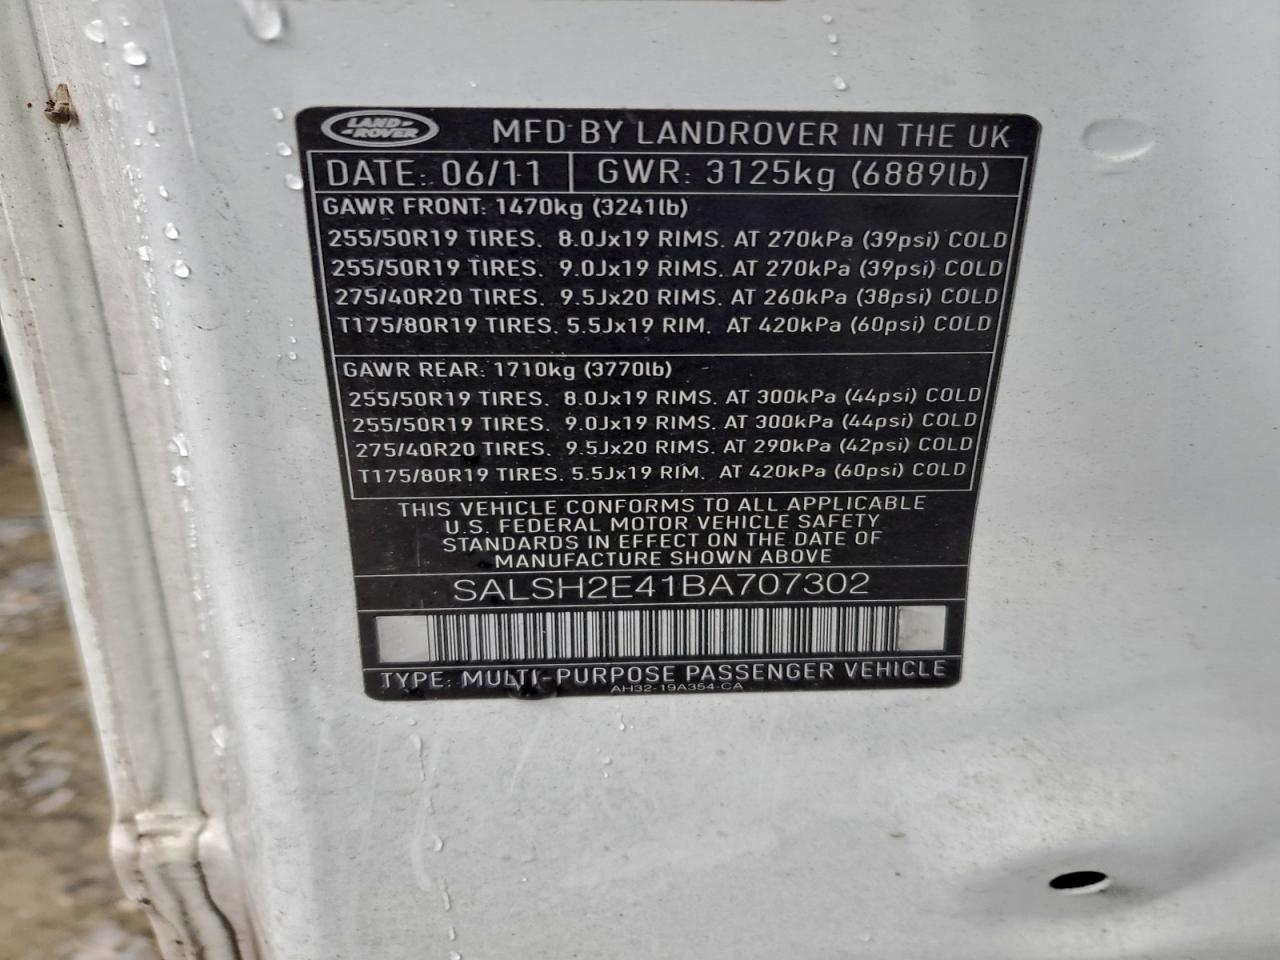 LAND-
-ROVER
MFD BY LANDROVER IN THE UK
DATE: 06/11 GWR: 3125kg (6889lb)
GAWR FRONT: 1470kg (3241lb)
255/50R19 TIRES. 8.0Jx19 RIMS. AT 270kPa (39psi) COLD
255/50R19 TIRES. 9.0Jx19 RIMS. AT 270kPa (39psi) COLD
275/40R20 TIRES. 9.5Jx20 RIMS. AT 260kPa (38psi) COLD
T175/80R19 TIRES. 5.5Jx19 RIM. AT 420kPa (60psi) COLD
GAWR REAR: 1710kg (3770lb)
255/50R19 TIRES. 8.0Jx19 RIMS. AT 300kPa (44psi) COLD
255/50R19 TIRES. 9.0Jx19 RIMS. AT 300kPa (44psi) COLD
275/40R20 TIRES. 9.5Jx20 RIMS. AT 290kPa (42psi) COLD
T175/80R19 TIRES. 5.5Jx19 RIM. AT 420kPa (60psi) COLD
THIS VEHICLE CONFORMS TO ALL APPLICABLE
U.S. FEDERAL MOTOR VEHICLE SAFETY
STANDARDS IN EFFECT ON THE DATE OF
MANUFACTURE SHOWN ABOVE
SALSH2E41BA707302
TYPE: MULTI-PURPOSE PASSENGER VEHICLE
AH32-19A354-CA